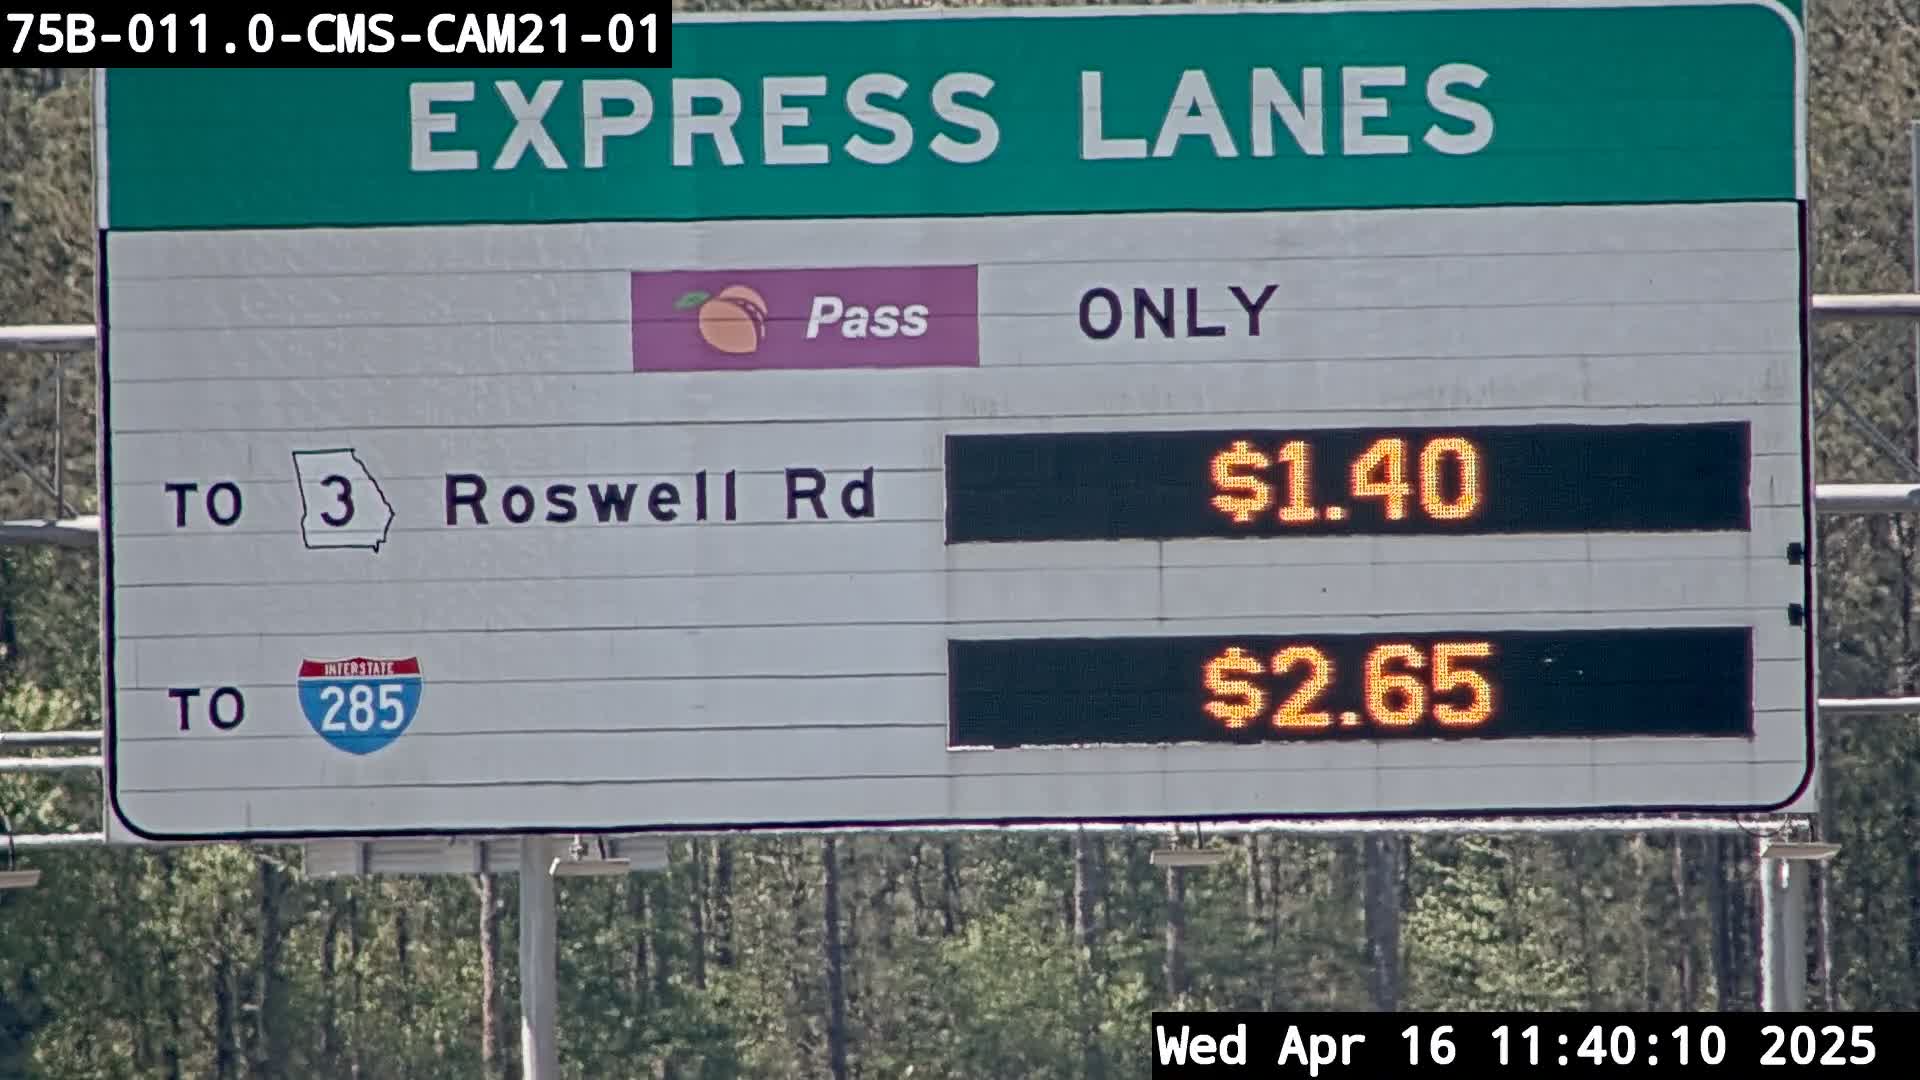 75B-011.0-CMS-CAM21-01
EXPRESS LANES
Pass ONLY
TO 3 Roswell Rd $1.40
INTERSTATE
TO 285 $2.65
Wed Apr 16 11:40:10 2025